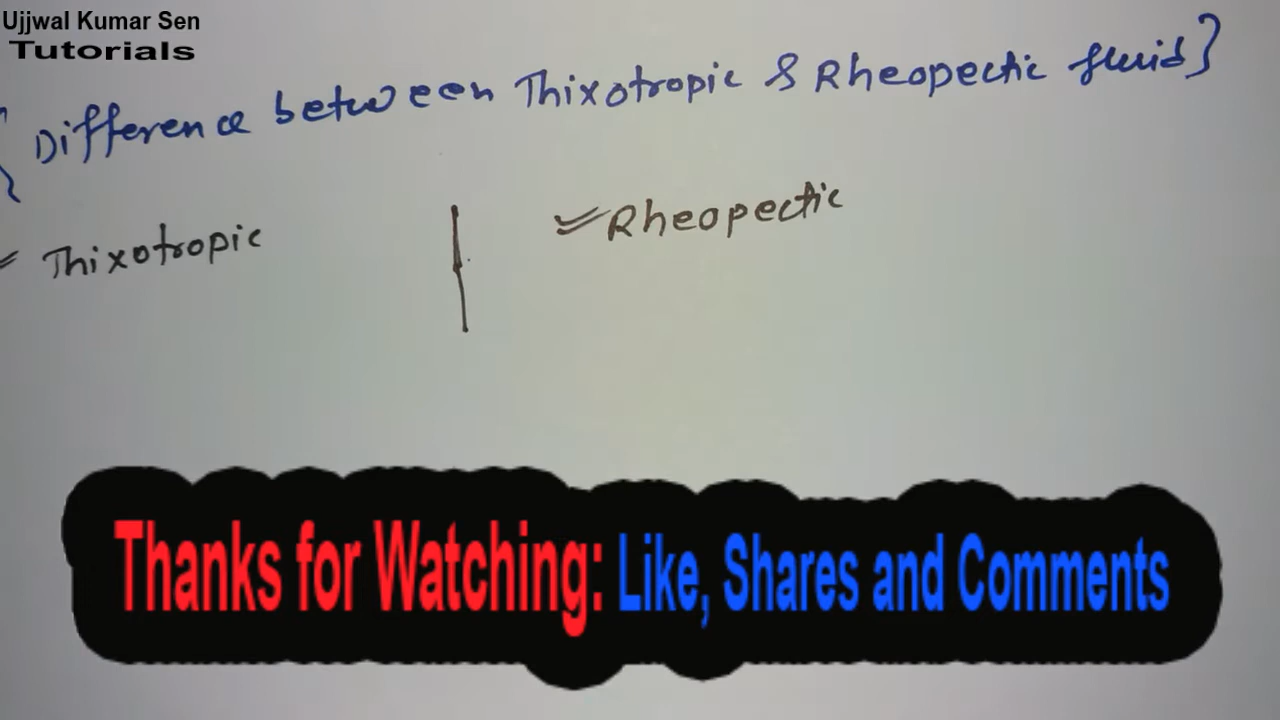 Ujjwal Kumar Sen
Tutorials
{Difference between Thixotropic & Rheopectic fluid}
Thixotropic
Rheopectic
Thanks for Watching: Like, Shares and Comments